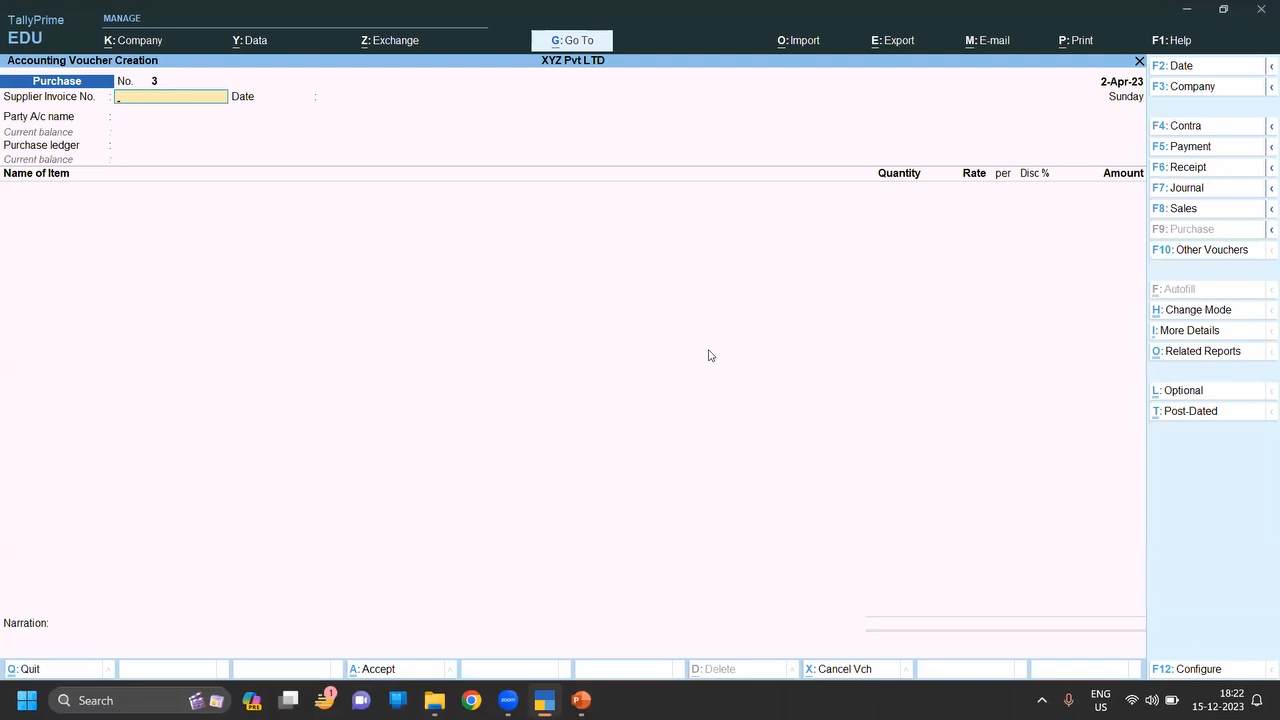 TallyPrime
EDU
MANAGE
K: Company
Y: Data
Z: Exchange
G: Go To
O: Import
E: Export
M: E-mail
P: Print
F1: Help
Accounting Voucher Creation
XYZ Pvt LTD
Purchase No. 3
2-Apr-23
Supplier Invoice No. : Date :
Sunday
Party A/c name :
Current balance :
Purchase ledger :
Current balance :
Name of Item Quantity Rate per Disc % Amount
Narration:
F2: Date
F3: Company
F4: Contra
F5: Payment
F6: Receipt
F7: Journal
F8: Sales
F9: Purchase
F10: Other Vouchers
F: Autofill
H: Change Mode
I: More Details
O: Related Reports
L: Optional
T: Post-Dated
Q: Quit
A: Accept
D: Delete
X: Cancel Vch
F12: Configure
Search
PRE
1
zoom
P
ENG
US
18:22
15-12-2023